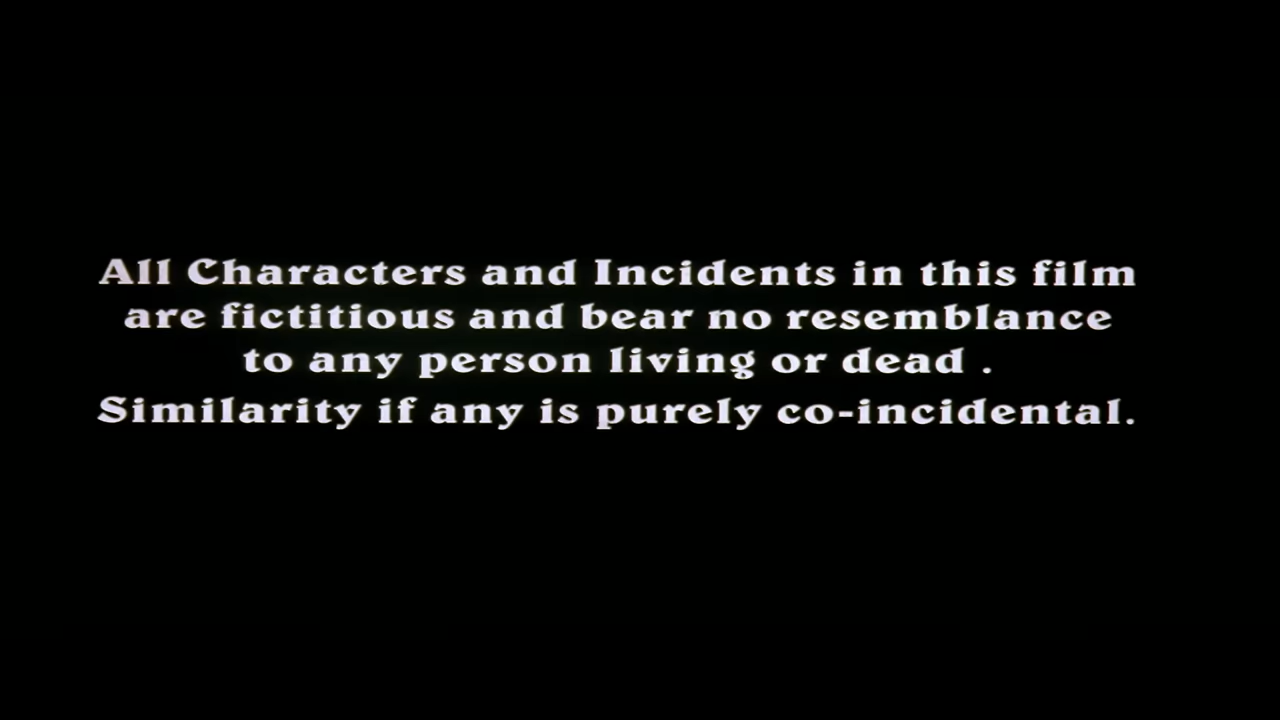 All Characters and Incidents in this film
are fictitious and bear no resemblance
to any person living or dead .
Similarity if any is purely co-incidental.